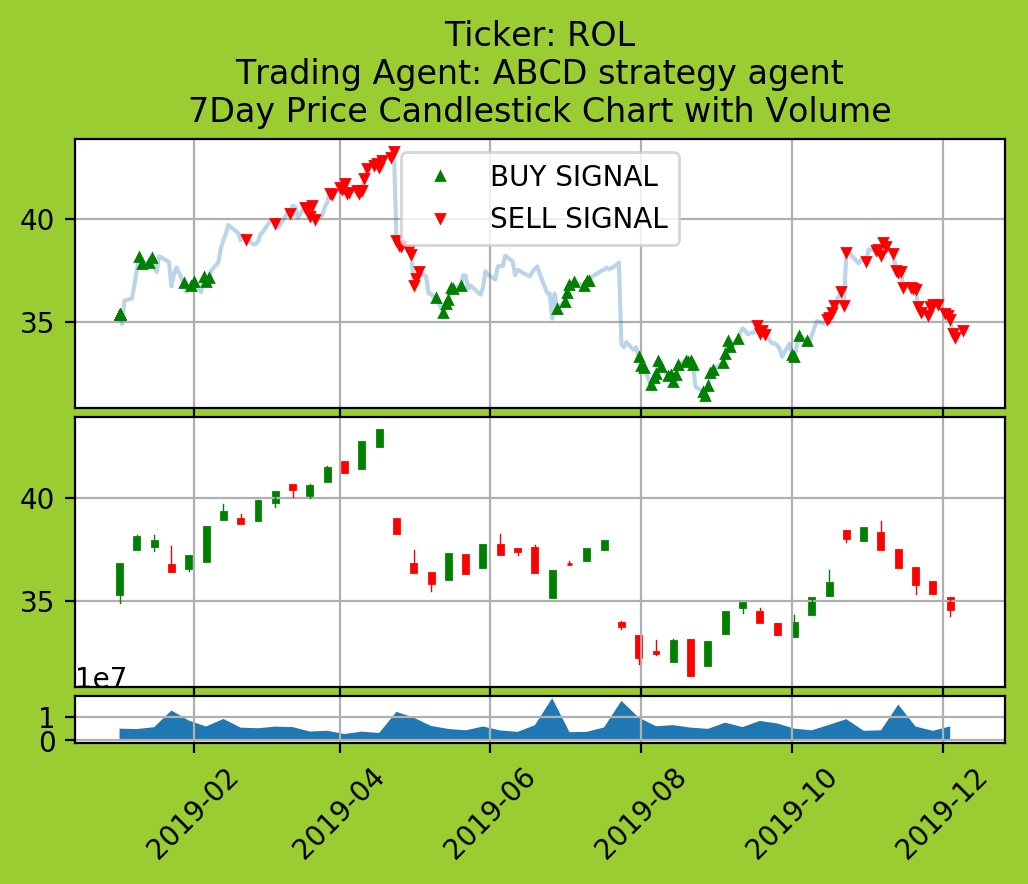 Ticker: ROL
Trading Agent: ABCD strategy agent
7Day Price Candlestick Chart with Volume
BUY SIGNAL
SELL SIGNAL
40
35
40
35
1e7
1
0
2019-02
2019-04
2019-06
2019-08
2019-10
2019-12